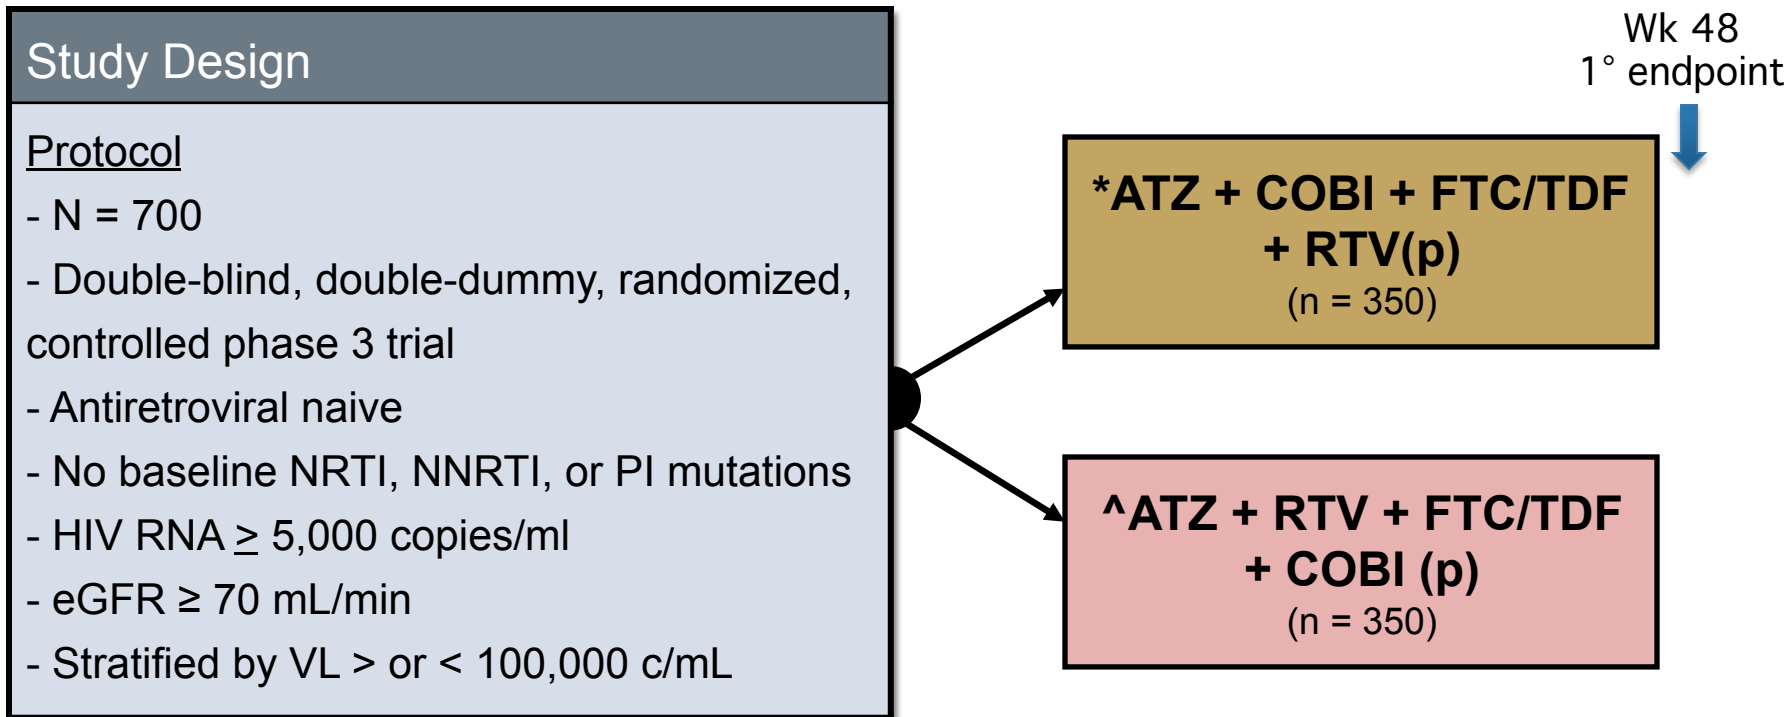 Study Design
Protocol
- N = 700
- Double-blind, double-dummy, randomized,
controlled phase 3 trial
- Antiretroviral naive
- No baseline NRTI, NNRTI, or PI mutations
- HIV RNA ≥ 5,000 copies/ml
- eGFR ≥ 70 mL/min
- Stratified by VL > or < 100,000 c/mL
Wk 48
1° endpoint
*ATZ + COBI + FTC/TDF
+ RTV(p)
(n = 350)
^ATZ + RTV + FTC/TDF
+ COBI (p)
(n = 350)